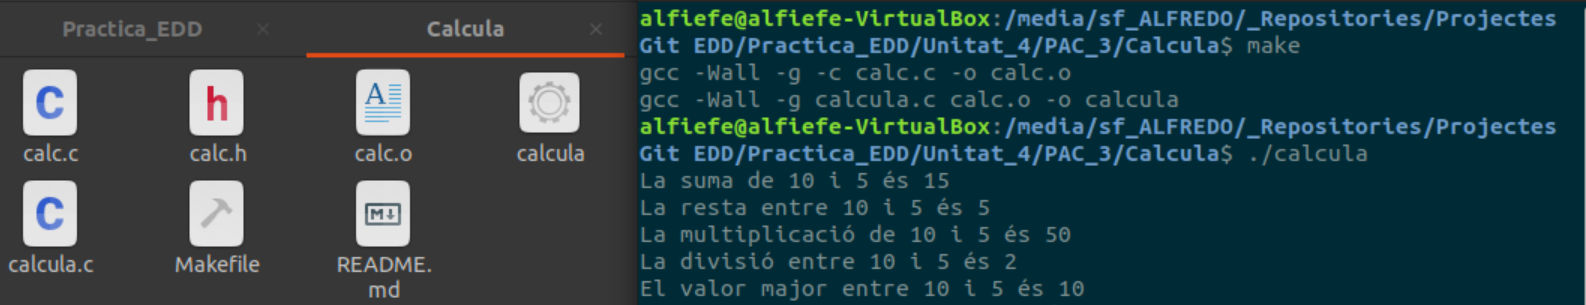 Practica_EDD
Calcula
calc.c
calc.h
calc.o
calcula
calcula.c
Makefile
README.
md
alfiefe@alfiefe-VirtualBox:/media/sf_ALFREDO/_Repositories/Projectes
Git EDD/Practica_EDD/Unitat_4/PAC_3/Calcula$ make
gcc -Wall -g -c calc.c -o calc.o
gcc -Wall -g calcula.c calc.o -o calcula
alfiefe@alfiefe-VirtualBox:/media/sf_ALFREDO/_Repositories/Projectes
Git EDD/Practica_EDD/Unitat_4/PAC_3/Calcula$ ./calcula
La suma de 10 i 5 és 15
La resta entre 10 i 5 és 5
La multiplicació de 10 i 5 és 50
La divisió entre 10 i 5 és 2
El valor major entre 10 i 5 és 10